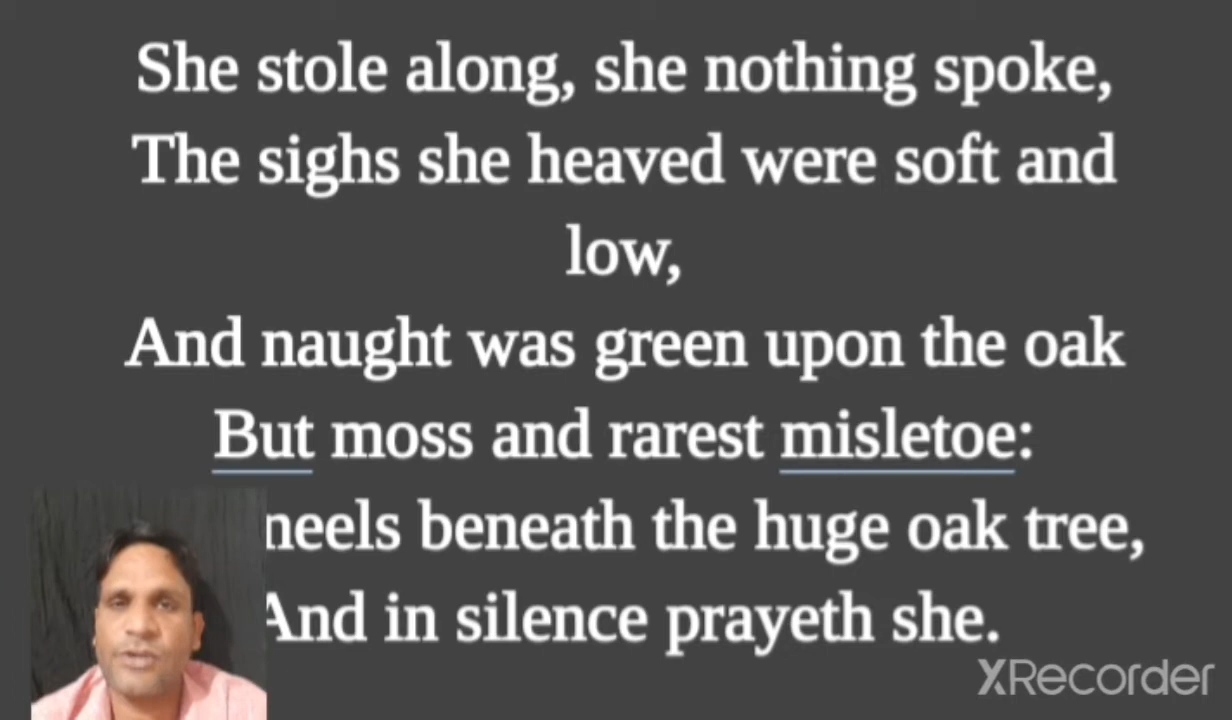 She stole along, she nothing spoke,
The sighs she heaved were soft and
low,
And naught was green upon the oak
But moss and rarest misletoe:
neels beneath the huge oak tree,
And in silence prayeth she.
XRecorder